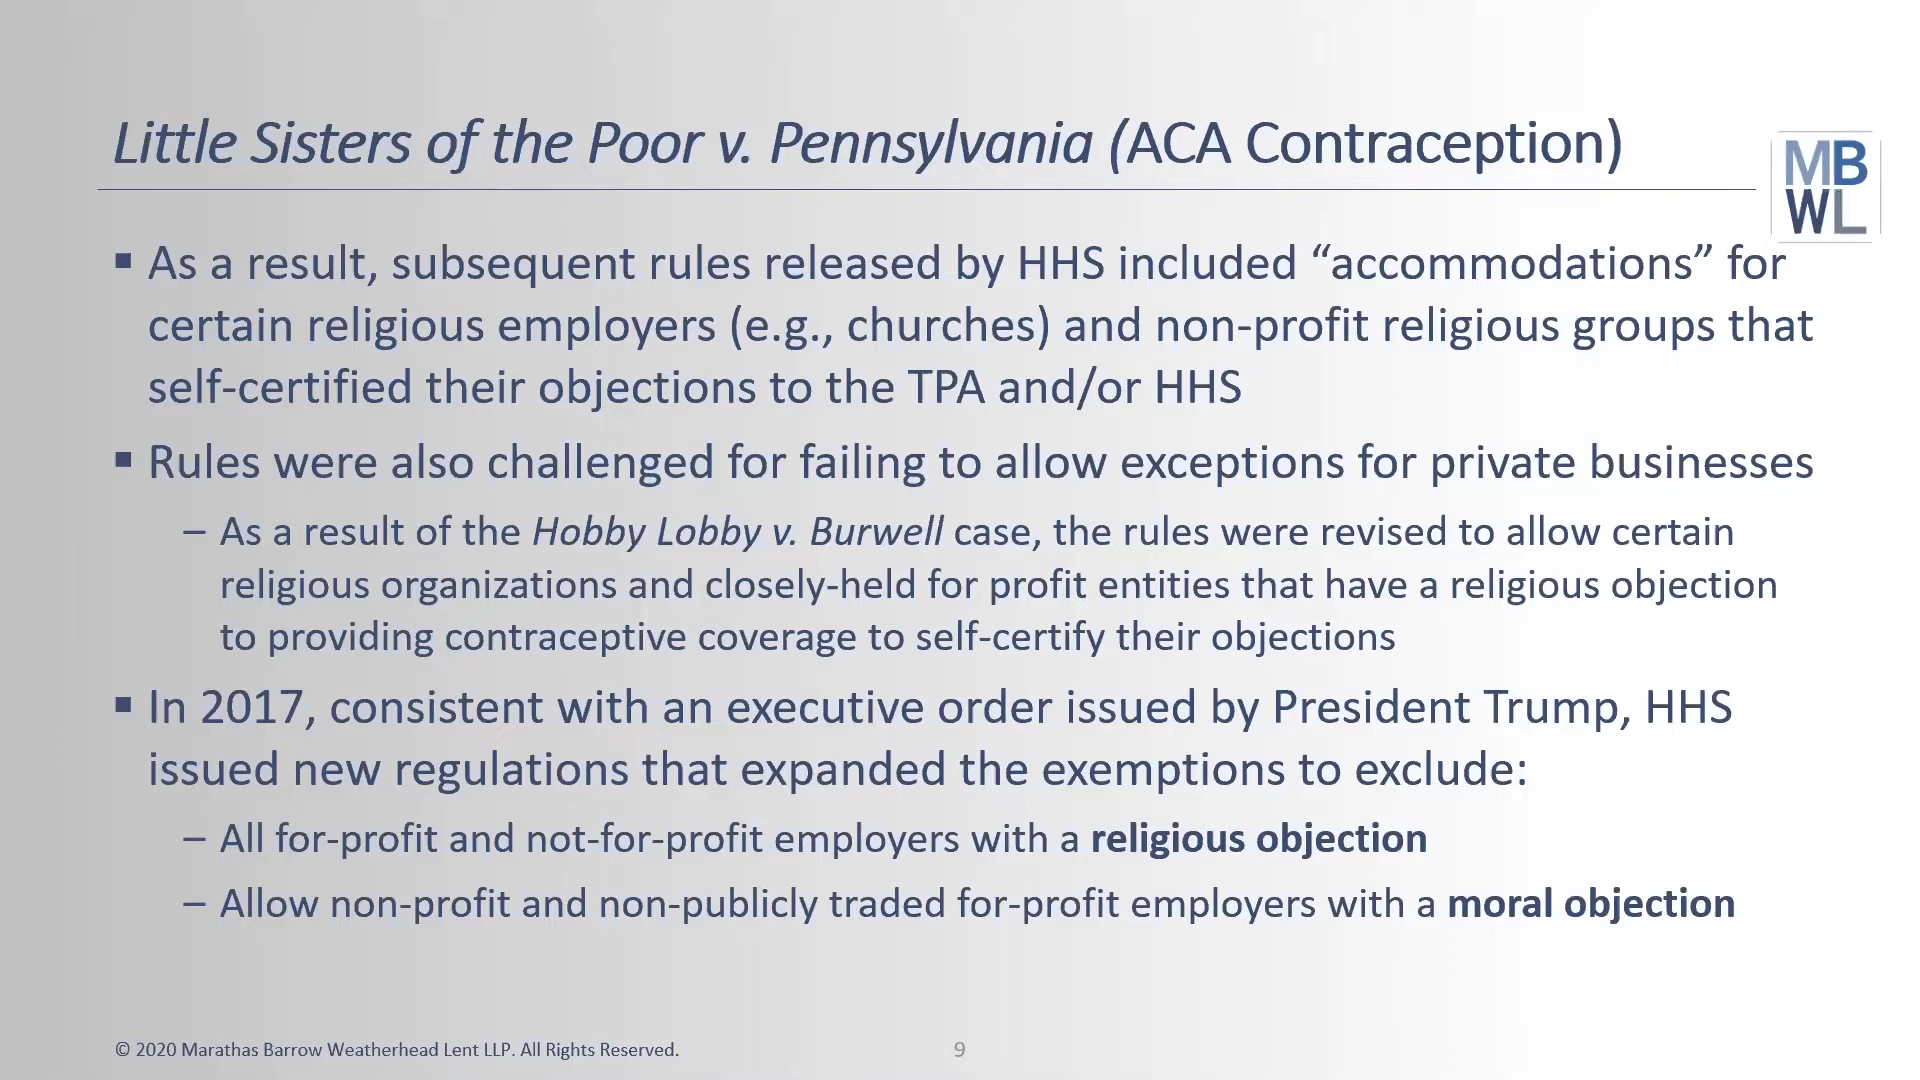 Little Sisters of the Poor v. Pennsylvania (ACA Contraception)
MB
WL
▪ As a result, subsequent rules released by HHS included “accommodations” for
certain religious employers (e.g., churches) and non-profit religious groups that
self-certified their objections to the TPA and/or HHS
▪ Rules were also challenged for failing to allow exceptions for private businesses
– As a result of the Hobby Lobby v. Burwell case, the rules were revised to allow certain
religious organizations and closely-held for profit entities that have a religious objection
to providing contraceptive coverage to self-certify their objections
▪ In 2017, consistent with an executive order issued by President Trump, HHS
issued new regulations that expanded the exemptions to exclude:
– All for-profit and not-for-profit employers with a religious objection
– Allow non-profit and non-publicly traded for-profit employers with a moral objection
© 2020 Marathas Barrow Weatherhead Lent LLP. All Rights Reserved.
9